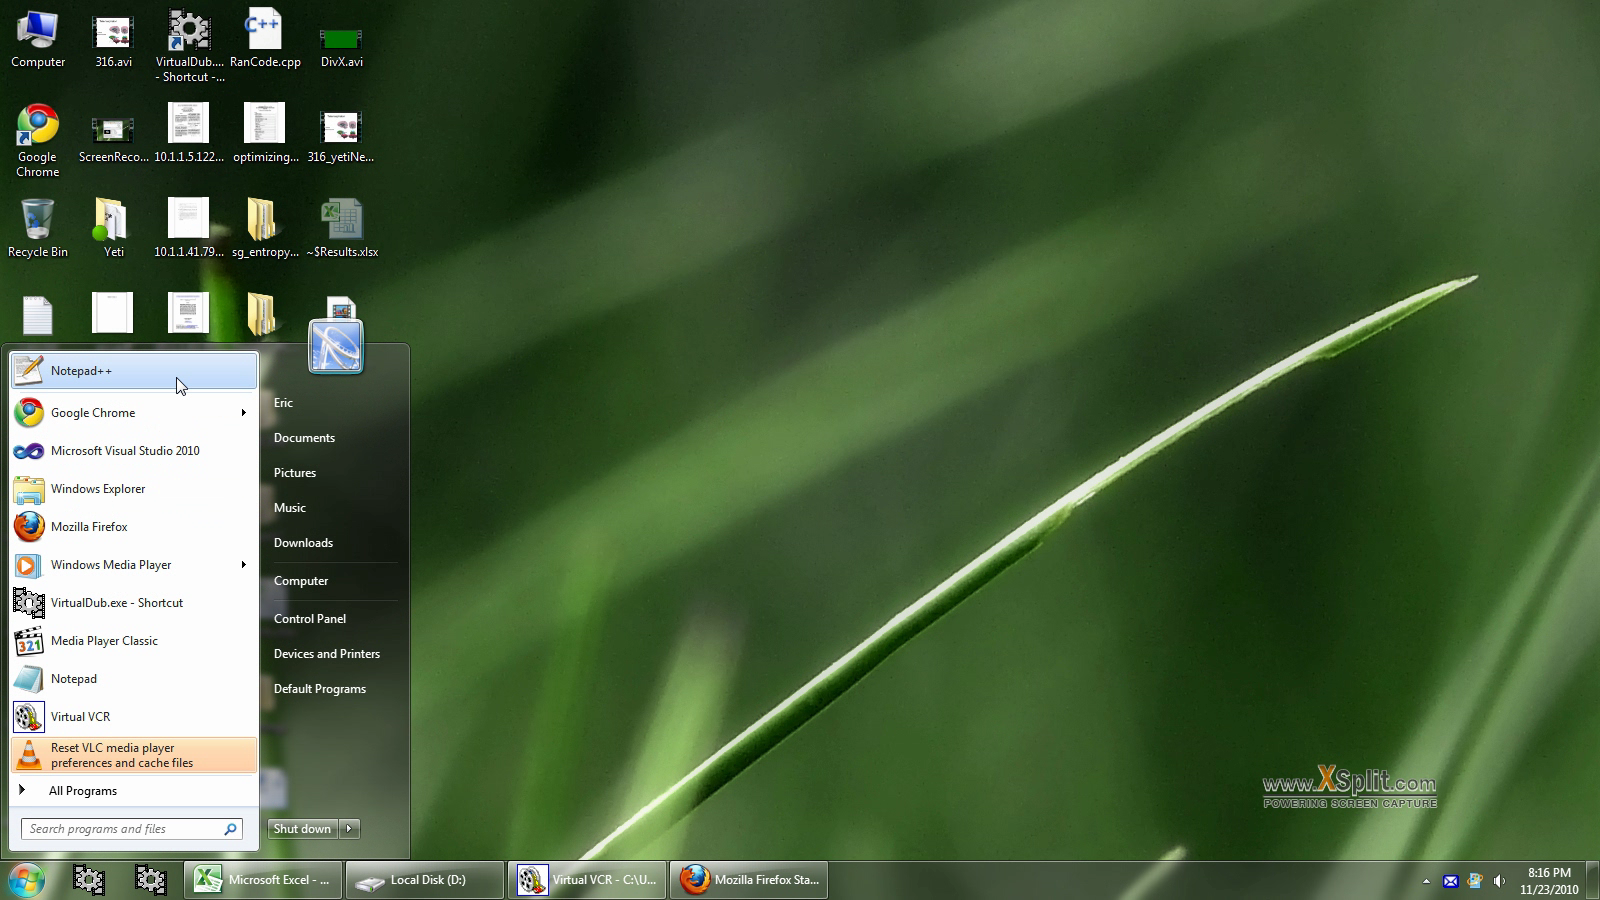 Computer
316.avi
VirtualDub....
- Shortcut -...
RanCode.cpp
DivX.avi
Google
Chrome
ScreenReco...
10.1.1.5.122...
optimizing...
316_yetiNe...
Recycle Bin
Yeti
10.1.1.41.79...
sg_entropy...
~$Results.xlsx
Notepad++
Google Chrome
Microsoft Visual Studio 2010
Windows Explorer
Mozilla Firefox
Windows Media Player
VirtualDub.exe - Shortcut
321
Media Player Classic
Notepad
Virtual VCR
Reset VLC media player
preferences and cache files
All Programs
Search programs and files
Eric
Documents
Pictures
Music
Downloads
Computer
Control Panel
Devices and Printers
Default Programs
Shut down
www.XSplit.com
POWERING SCREEN CAPTURE
Microsoft Excel - ...
Local Disk (D:)
Virtual VCR - C:\U...
Mozilla Firefox Sta...
8:16 PM
11/23/2010
C++